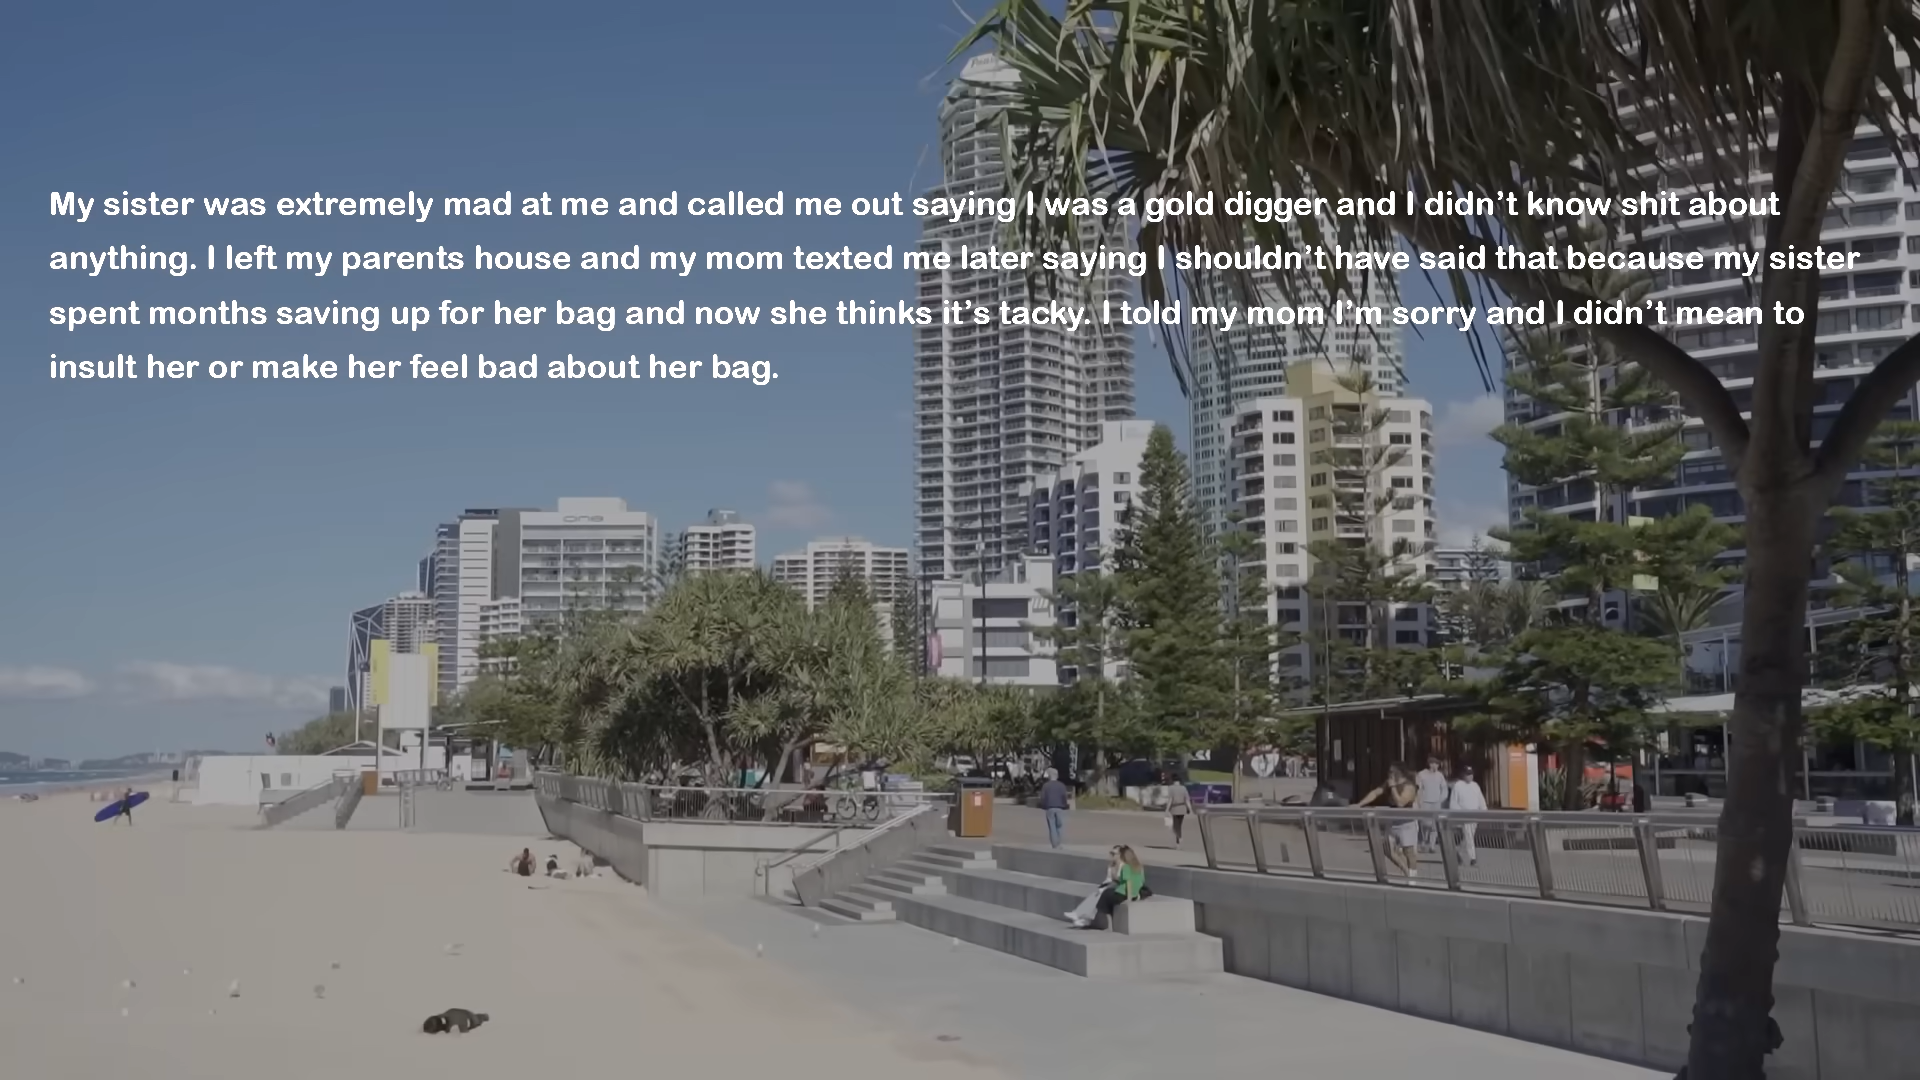 My sister was extremely mad at me and called me out saying I was a gold digger and I didn’t know shit about
anything. I left my parents house and my mom texted me later saying I shouldn’t have said that because my sister
spent months saving up for her bag and now she thinks it’s tacky. I told my mom I’m sorry and I didn’t mean to
insult her or make her feel bad about her bag.
one